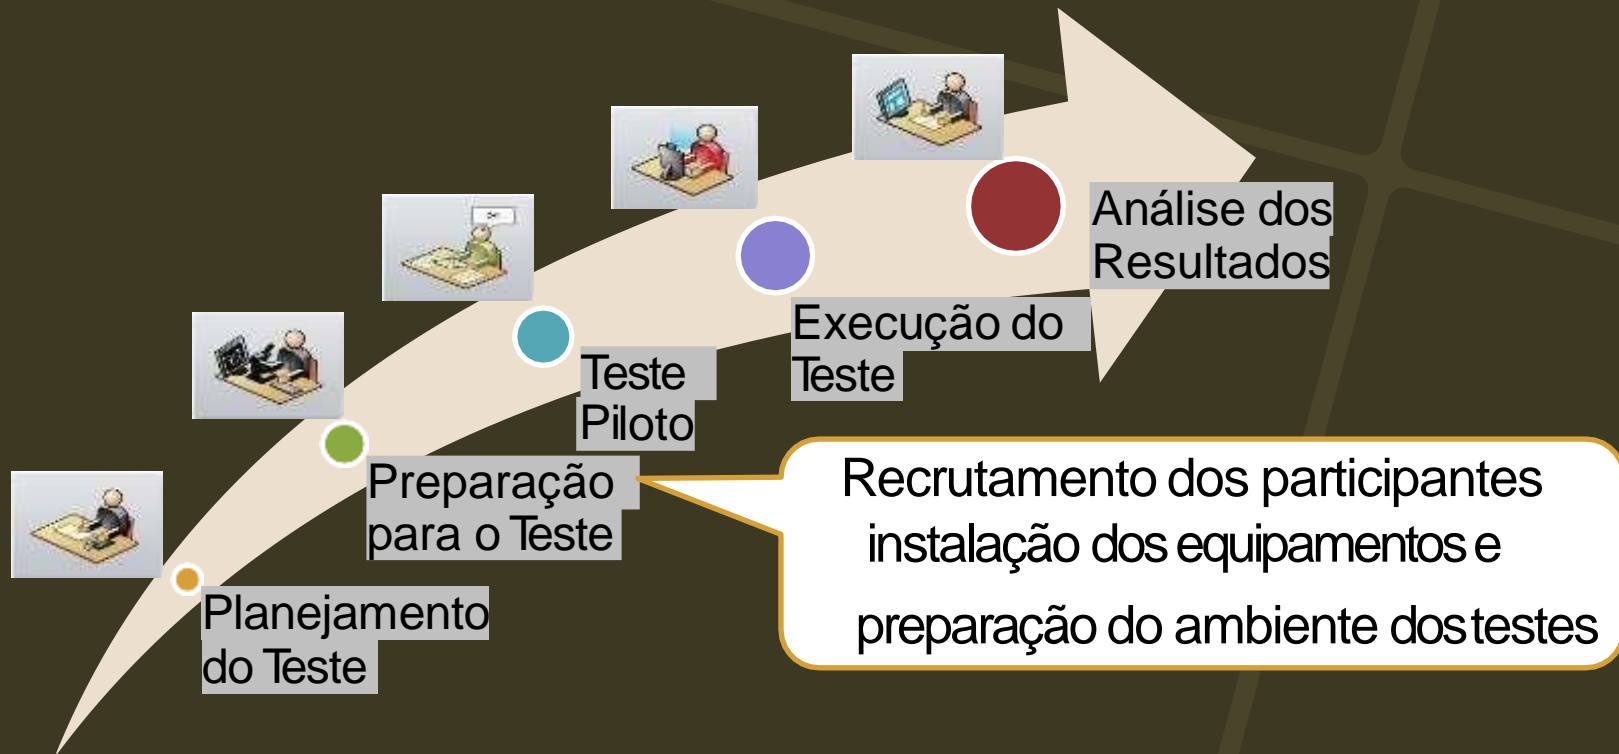 Análise dos
Resultados
Execução do
Teste
Teste
Piloto
Preparação
para o Teste
Planejamento
do Teste
Recrutamento dos participantes
instalação dos equipamentos e
preparação do ambiente dos testes